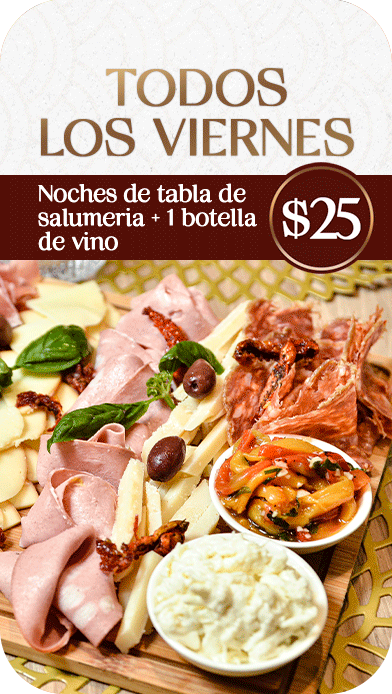 TODOS
LOS VIERNES
Noches de tabla de
salumeria + 1 botella
de vino
$25